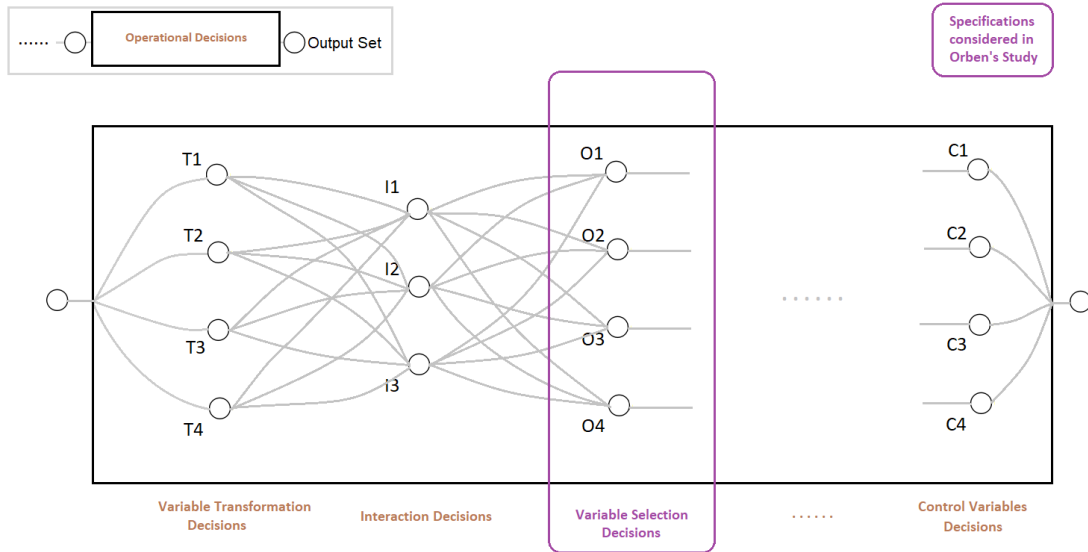 ......
Operational Decisions
Output Set
Specifications
considered in
Orben's Study
T1
T2
T3
T4
I1
I2
I3
O1
O2
O3
O4
......
C1
C2
C3
C4
Variable Transformation
Decisions
Interaction Decisions
Variable Selection
Decisions
......
Control Variables
Decisions